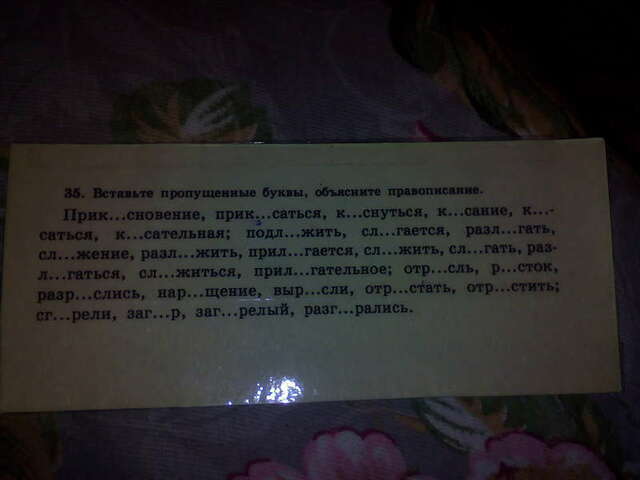 35. Вставьте пропущенные буквы, объясните правописание.
Прик...сновение, прик...саться, к...снуться, к...сание, к...-
саться, к...сательная; подл...жить, сл...гается, разл...гать,
сл...жение, разл...жить, прил...гается, сл...жить, сл...гать, раз-
л...гаться, сл...житься, прил...гательное; отр...сль, р...сток,
разр...слись, нар...щение, выр...сли, отр...стать, отр...стить;
сг...рели, заг...р, заг...релый, разг...рались.